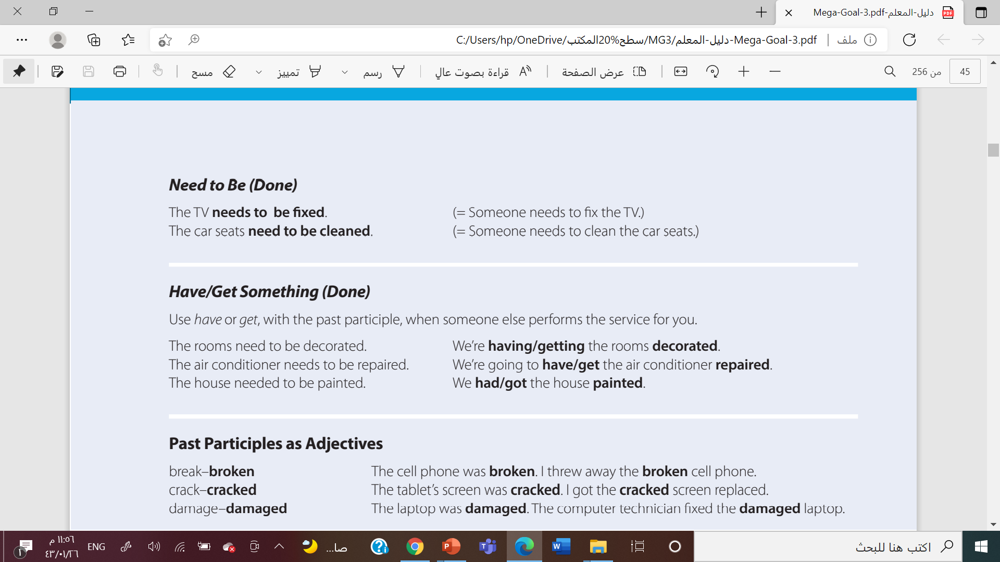 دليل-المعلم-Mega-Goal-3.pdf
ملف
C:/Users/hp/OneDrive/سطح%20المكتب/MG3/دليل-المعلم-Mega-Goal-3.pdf
45
من 256
عرض الصفحة
قراءة بصوت عالٍ
رسم
تمييز
مسح
Need to Be (Done)
The TV needs to be fixed. (= Someone needs to fix the TV.)
The car seats need to be cleaned. (= Someone needs to clean the car seats.)
Have/Get Something (Done)
Use have or get, with the past participle, when someone else performs the service for you.
The rooms need to be decorated. We're having/getting the rooms decorated.
The air conditioner needs to be repaired. We're going to have/get the air conditioner repaired.
The house needed to be painted. We had/got the house painted.
Past Participles as Adjectives
break–broken The cell phone was broken. I threw away the broken cell phone.
crack–cracked The tablet's screen was cracked. I got the cracked screen replaced.
damage–damaged The laptop was damaged. The computer technician fixed the damaged laptop.
اكتب هنا للبحث
صا...
ENG
١١:٥٦ م
٤٣/٠١/٢٦
١